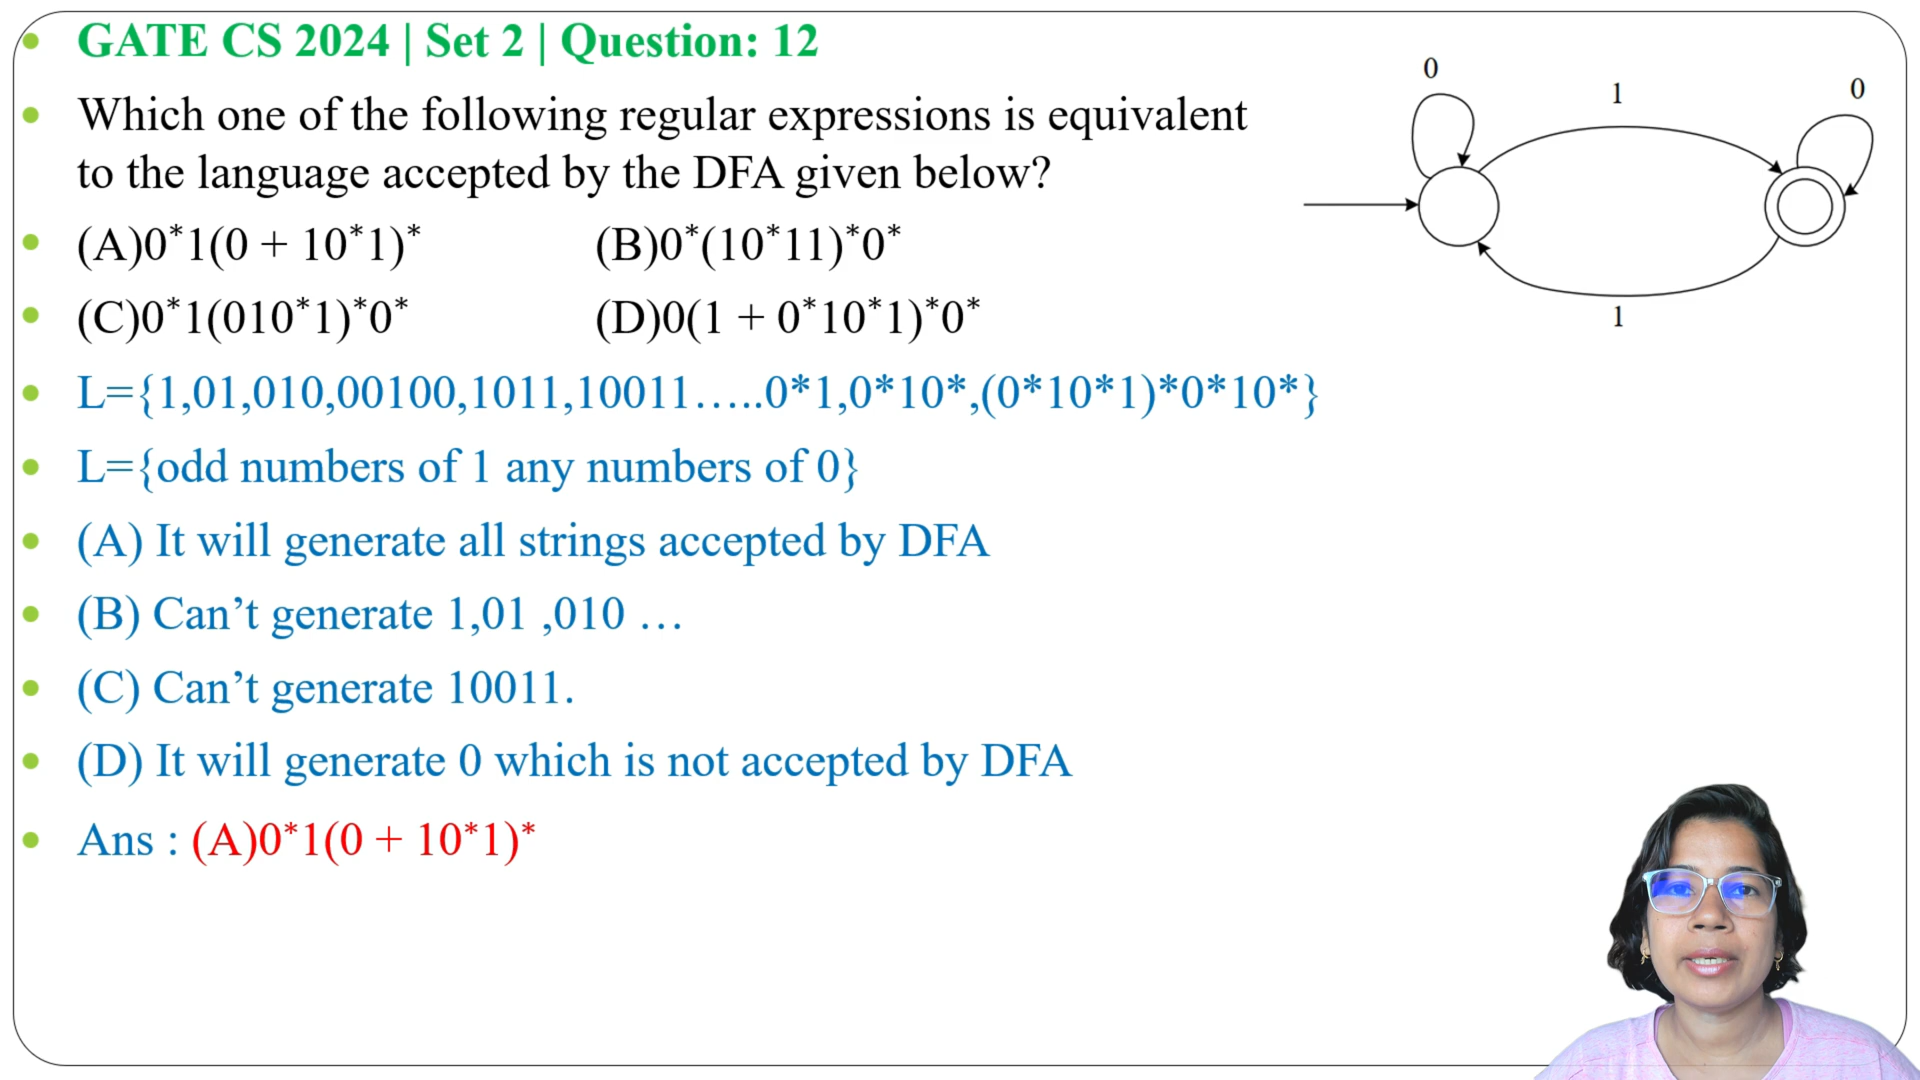 GATE CS 2024 | Set 2 | Question: 12
Which one of the following regular expressions is equivalent
to the language accepted by the DFA given below?
(A)0*1(0 + 10*1)* (B)0*(10*11)*0*
(C)0*1(010*1)*0* (D)0(1 + 0*10*1)*0*
L={1,01,010,00100,1011,10011.....0*1,0*10*,(0*10*1)*0*10*}
L={odd numbers of 1 any numbers of 0}
(A) It will generate all strings accepted by DFA
(B) Can’t generate 1,01 ,010 …
(C) Can’t generate 10011.
(D) It will generate 0 which is not accepted by DFA
Ans : (A)0*1(0 + 10*1)*
0
1
0
1